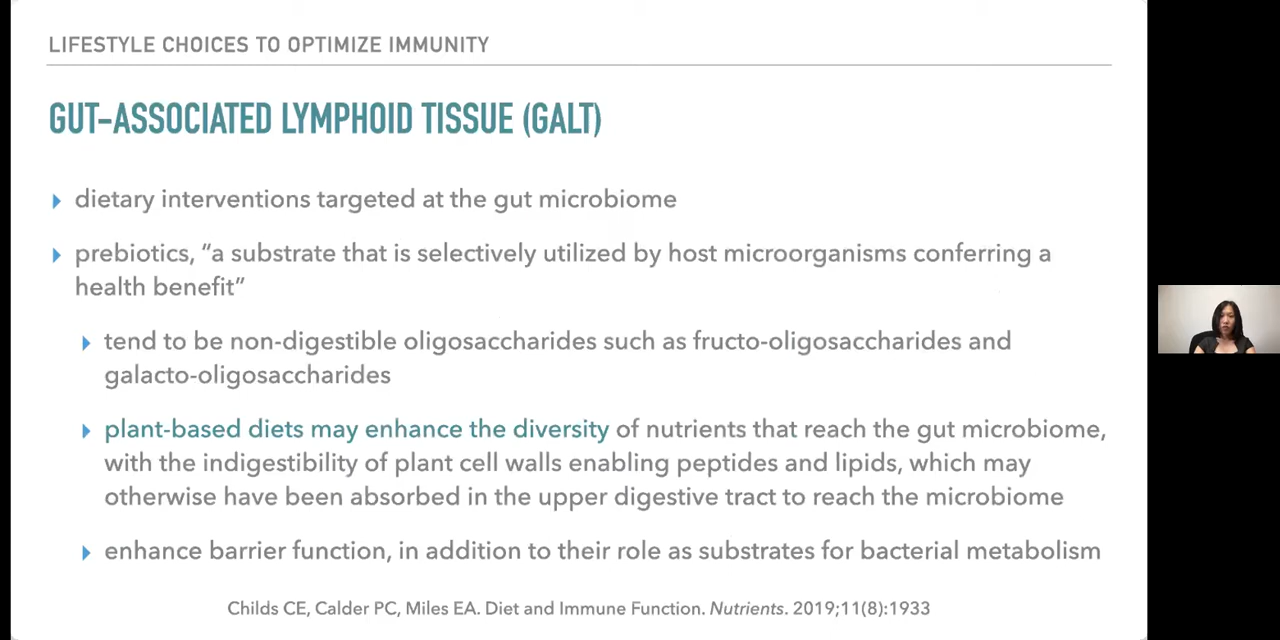 LIFESTYLE CHOICES TO OPTIMIZE IMMUNITY
GUT-ASSOCIATED LYMPHOID TISSUE (GALT)
dietary interventions targeted at the gut microbiome
prebiotics, “a substrate that is selectively utilized by host microorganisms conferring a
health benefit”
tend to be non-digestible oligosaccharides such as fructo-oligosaccharides and
galacto-oligosaccharides
plant-based diets may enhance the diversity of nutrients that reach the gut microbiome,
with the indigestibility of plant cell walls enabling peptides and lipids, which may
otherwise have been absorbed in the upper digestive tract to reach the microbiome
enhance barrier function, in addition to their role as substrates for bacterial metabolism
Childs CE, Calder PC, Miles EA. Diet and Immune Function. Nutrients. 2019;11(8):1933